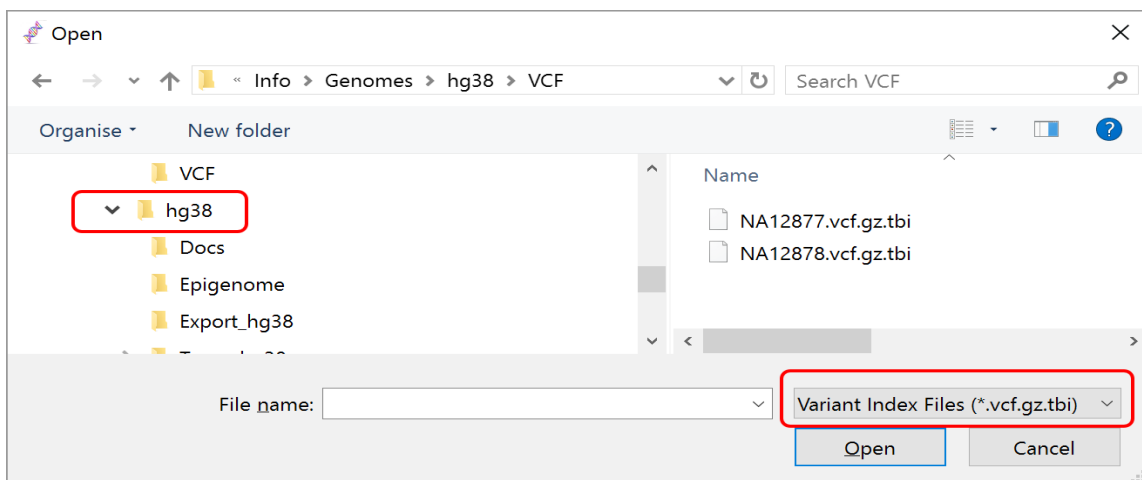 Open
« Info > Genomes > hg38 > VCF
Search VCF
Organise
New folder
VCF
hg38
Docs
Epigenome
Export_hg38
Name
NA12877.vcf.gz.tbi
NA12878.vcf.gz.tbi
File name:
Variant Index Files (*.vcf.gz.tbi)
Open
Cancel